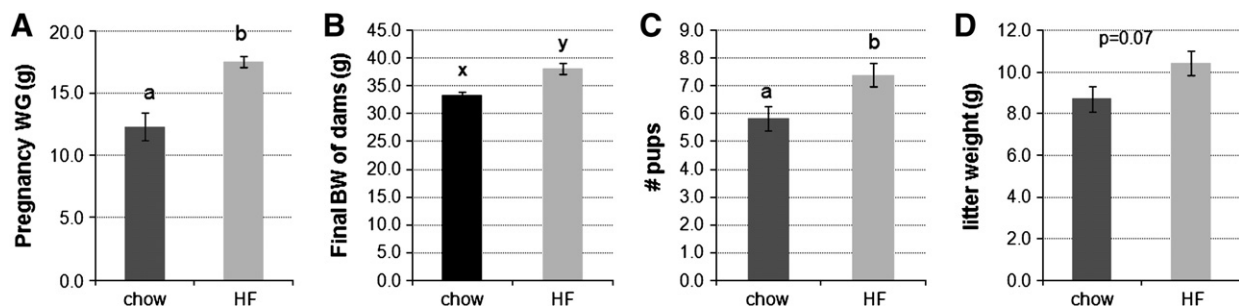 A
Pregnancy WG (g)
20.0
15.0
10.0
5.0
0.0
a
b
chow HF
B
Final BW of dams (g)
45.0
40.0
35.0
30.0
25.0
20.0
15.0
10.0
5.0
0.0
x
y
chow HF
C
# pups
9.0
8.0
7.0
6.0
5.0
4.0
3.0
2.0
1.0
0.0
a
b
chow HF
D
litter weight (g)
12.0
10.0
8.0
6.0
4.0
2.0
0.0
p=0.07
chow HF